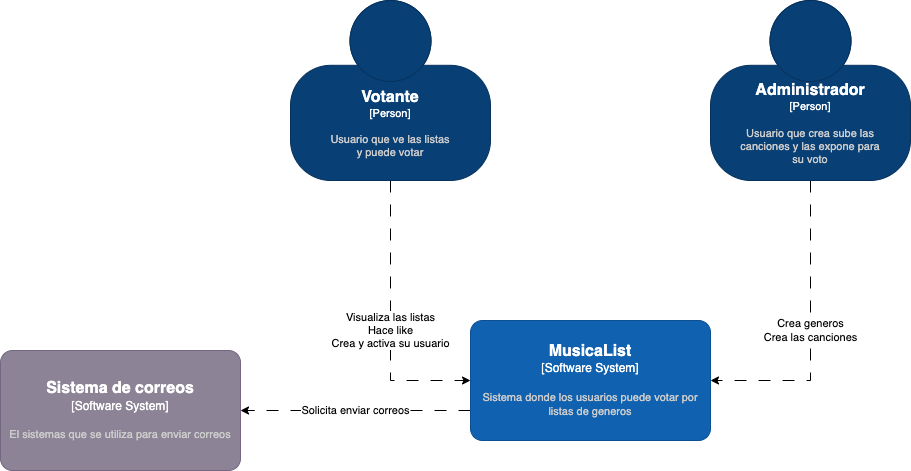 Votante
[Person]
Usuario que ve las listas
y puede votar
Administrador
[Person]
Usuario que crea sube las
canciones y las expone para
su voto
Visualiza las listas
Hace like
Crea y activa su usuario
Crea generos
Crea las canciones
MusicaList
[Software System]
Sistema donde los usuarios puede votar por
listas de generos
Solicita enviar correos
Sistema de correos
[Software System]
El sistemas que se utiliza para enviar correos